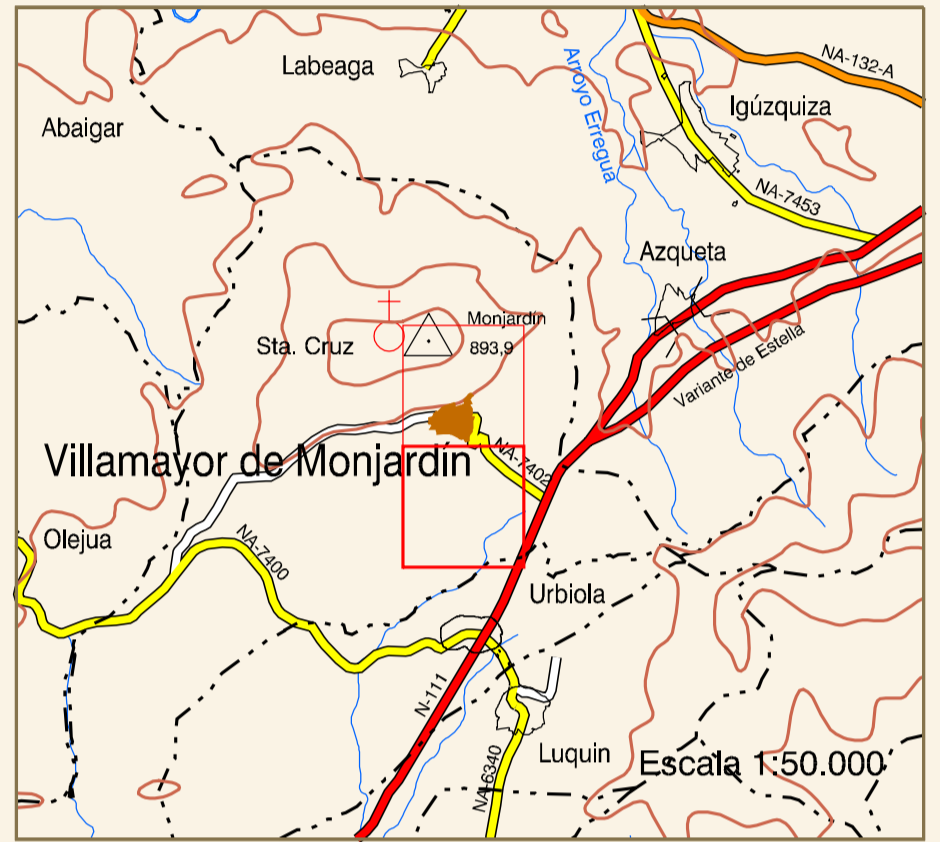 NA-132-A
Labeaga
Arroyo Erregua
Igúzquiza
Abaigar
NA-7453
Azqueta
Monjardín
Sta. Cruz
893,9
Variante de Estella
Villamayor de Monjardín
NA-7402
Olejua
NA-7400
Urbiola
N-111
Luquin
Escala 1:50.000
NA-6340